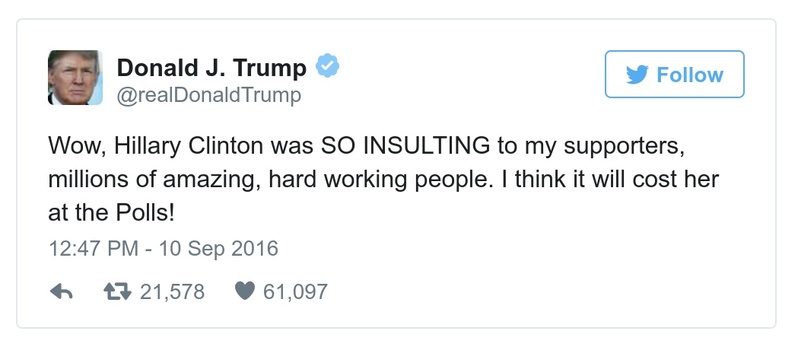 Donald J. Trump
@realDonaldTrump
Follow
Wow, Hillary Clinton was SO INSULTING to my supporters,
millions of amazing, hard working people. I think it will cost her
at the Polls!
12:47 PM - 10 Sep 2016
21,578 61,097